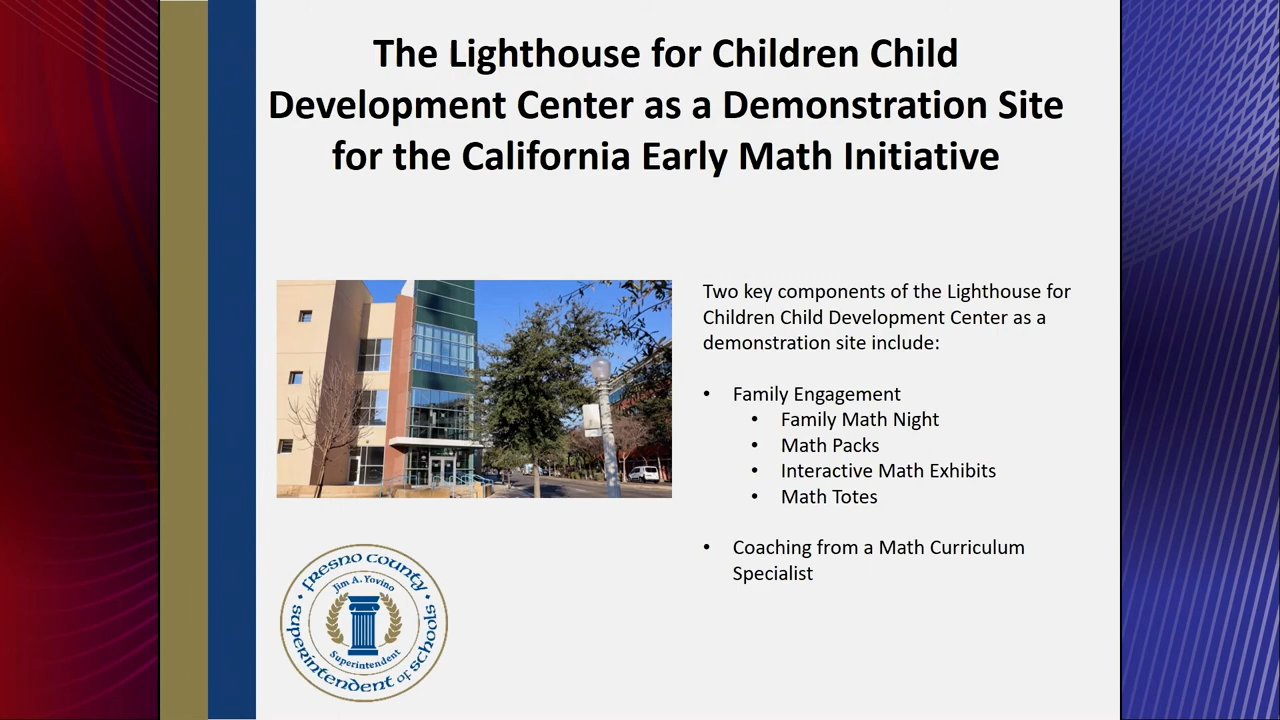 The Lighthouse for Children Child
Development Center as a Demonstration Site
for the California Early Math Initiative
Two key components of the Lighthouse for
Children Child Development Center as a
demonstration site include:
• Family Engagement
• Family Math Night
• Math Packs
• Interactive Math Exhibits
• Math Totes
• Coaching from a Math Curriculum
Specialist
• Fresno County •
Superintendent of Schools
Jim A. Yovino
Superintendent